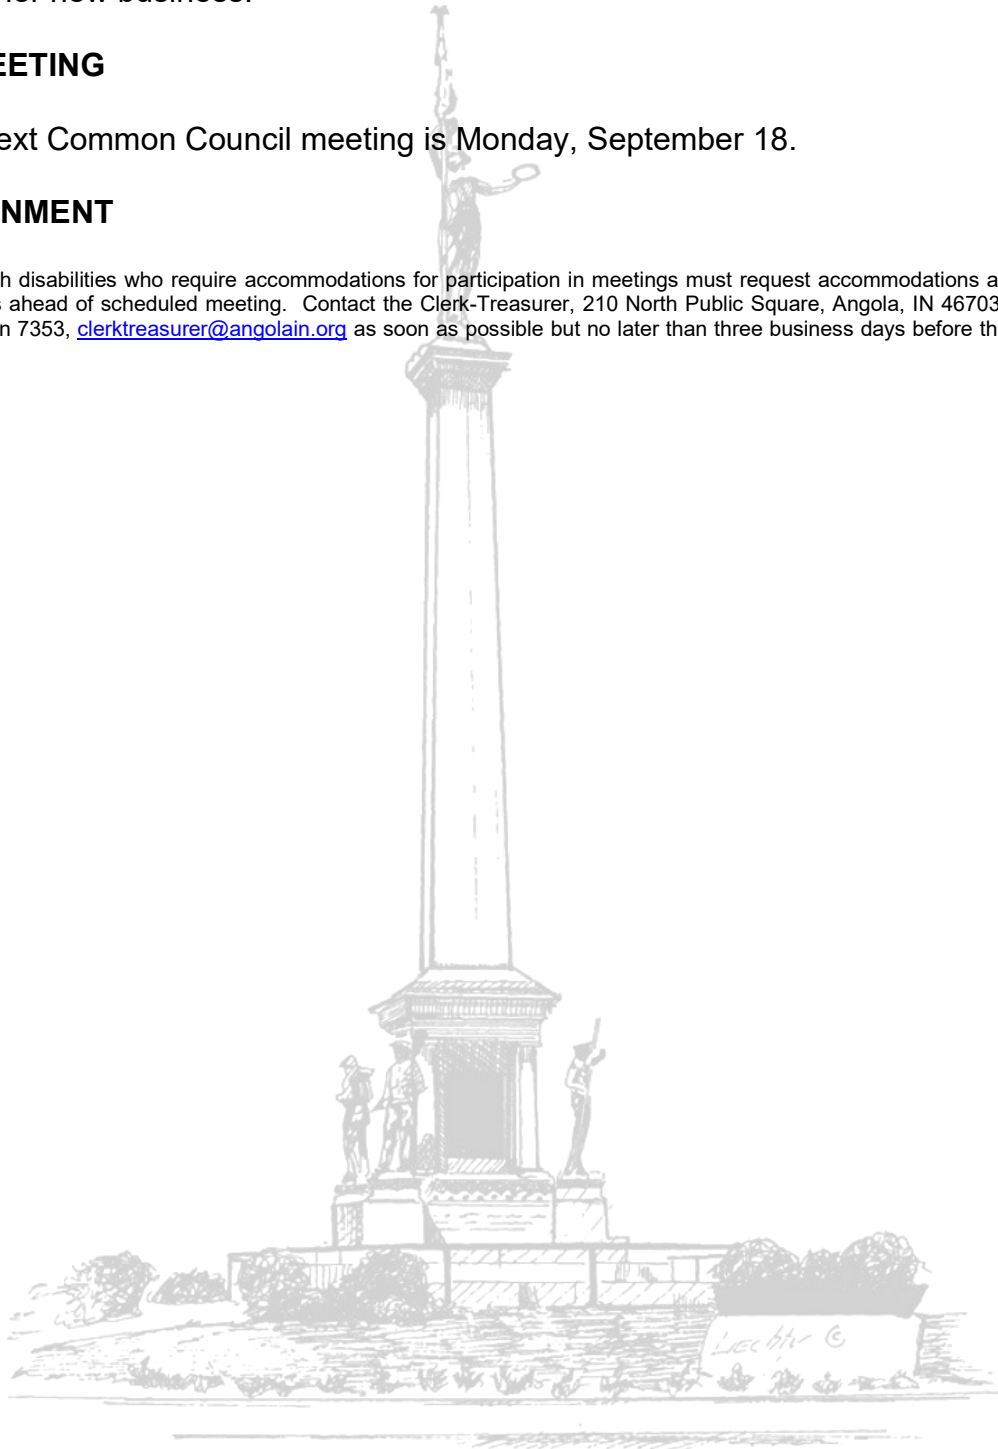 for new business.
EETING
ext Common Council meeting is Monday, September 18.
NMENT
h disabilities who require accommodations for participation in meetings must request accommodations a
s ahead of scheduled meeting. Contact the Clerk-Treasurer, 210 North Public Square, Angola, IN 46703
n 7353, clerktreasurer@angolain.org as soon as possible but no later than three business days before th